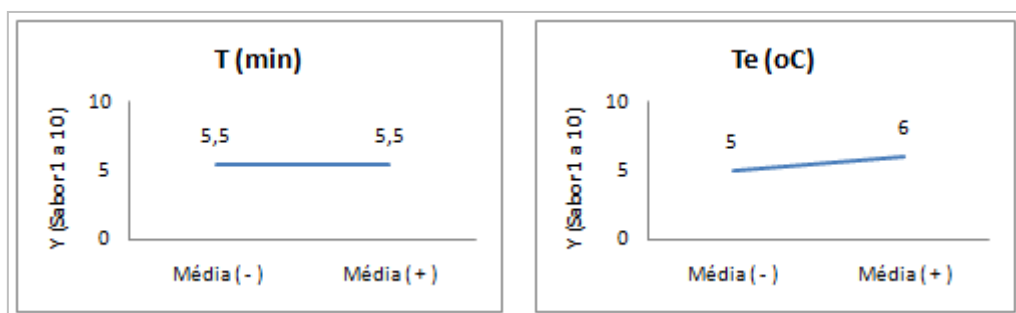 T (min)
Y (Sabor 1 a 10)
10
5
0
5,5
5,5
Média ( - )
Média ( + )
Te (oC)
Y (Sabor 1 a 10)
10
5
0
5
6
Média ( - )
Média ( + )